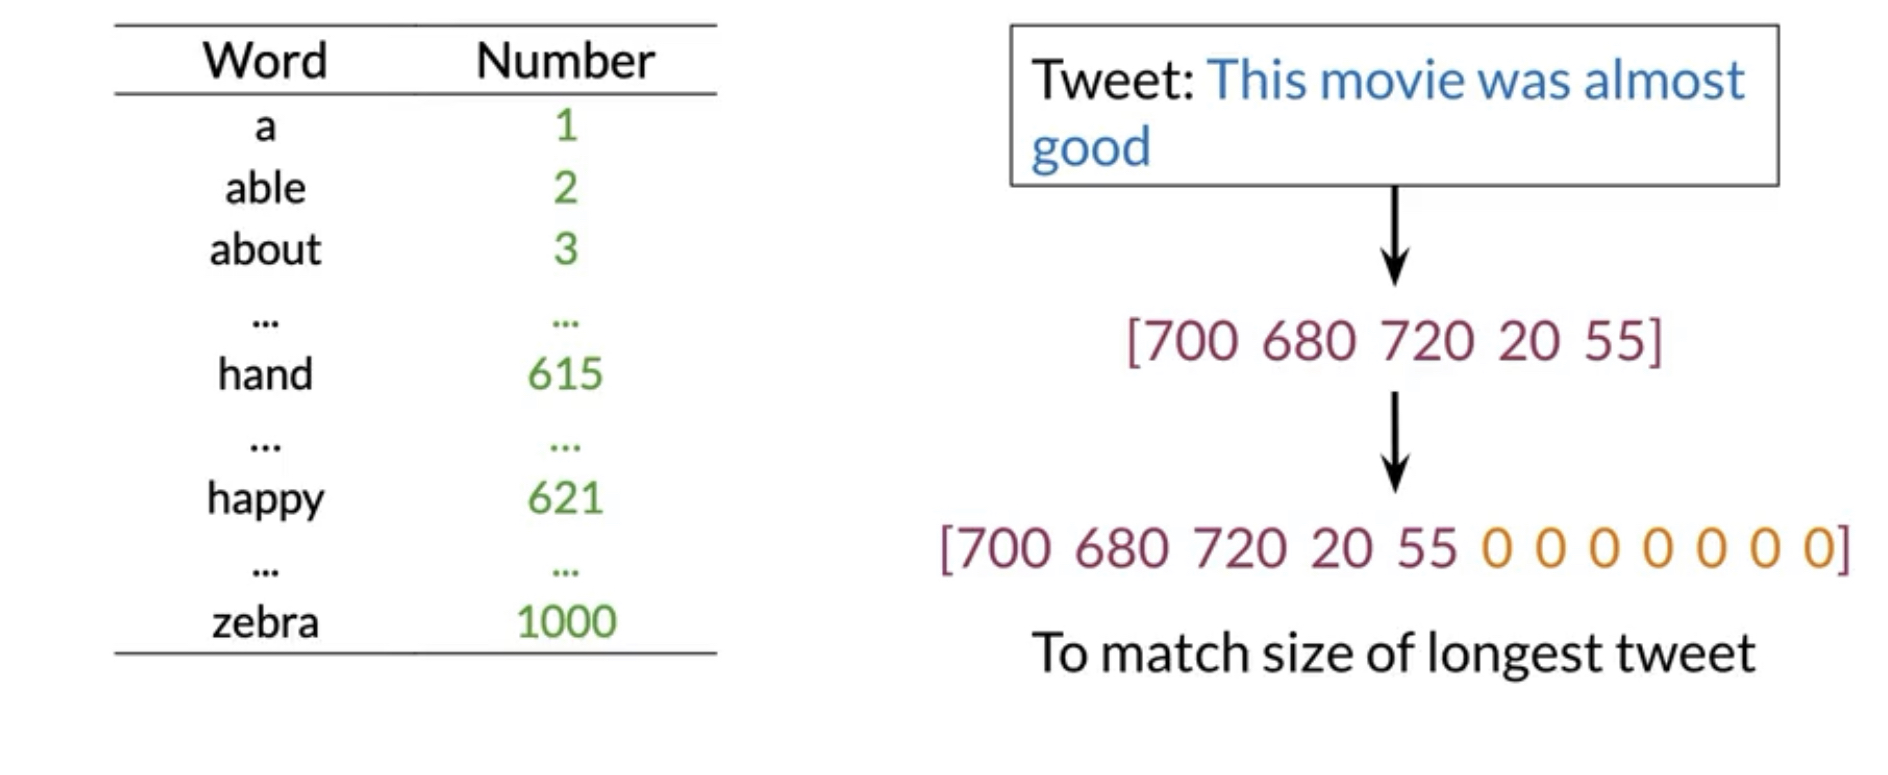 Word Number
a 1
able 2
about 3
... ...
hand 615
... ...
happy 621
... ...
zebra 1000
Tweet: This movie was almost
good
[700 680 720 20 55]
[700 680 720 20 55 0 0 0 0 0 0 0]
To match size of longest tweet